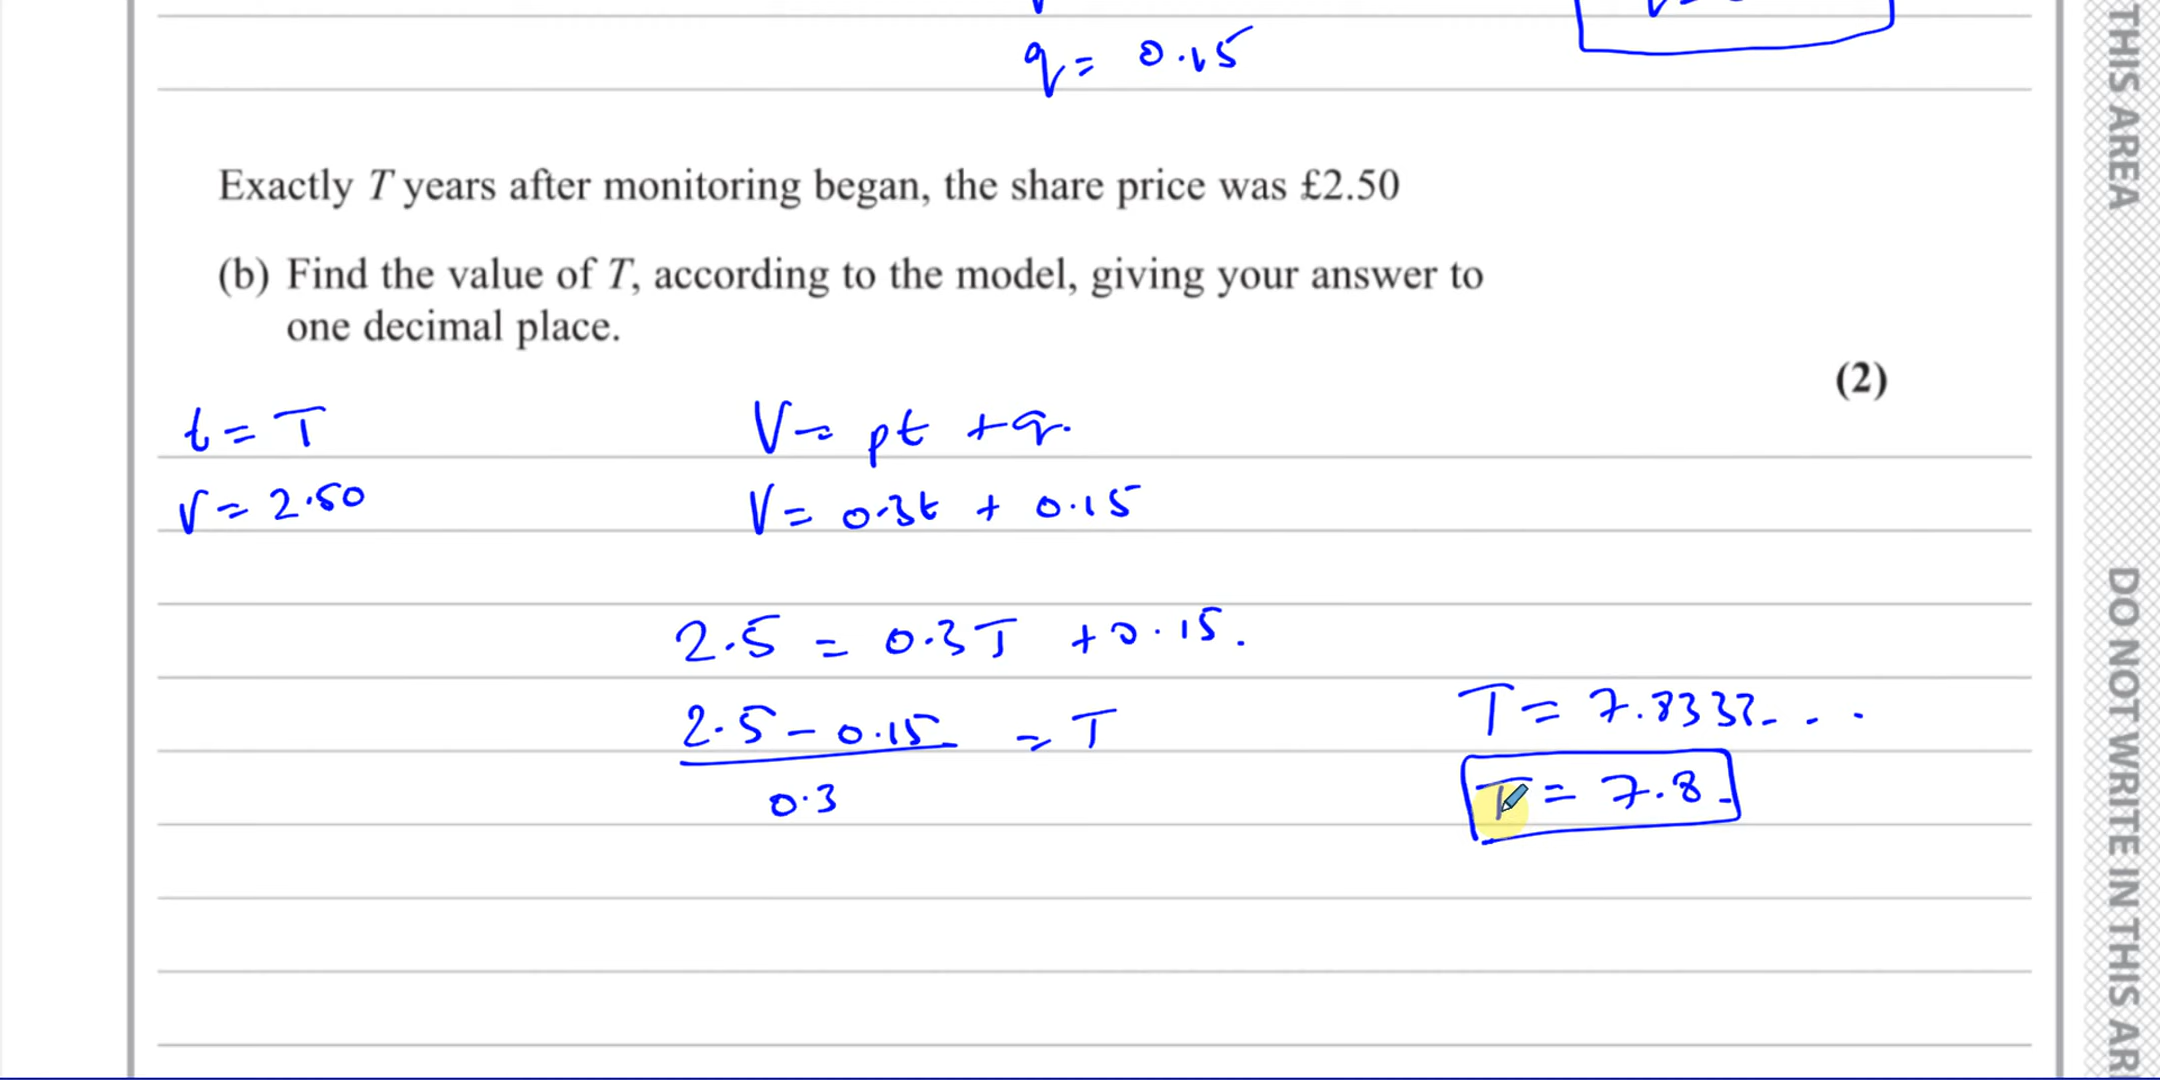 q = 0.15
Exactly T years after monitoring began, the share price was £2.50
(b) Find the value of T, according to the model, giving your answer to
one decimal place.
(2)
t = T
V = pt + q.
V = 2.50
V = 0.3t + 0.15
2.5 = 0.3T + 0.15.
2.5 - 0.15 = T
0.3
T = 7.8333...
T = 7.8
THIS AREA
DO NOT WRITE IN THIS AR